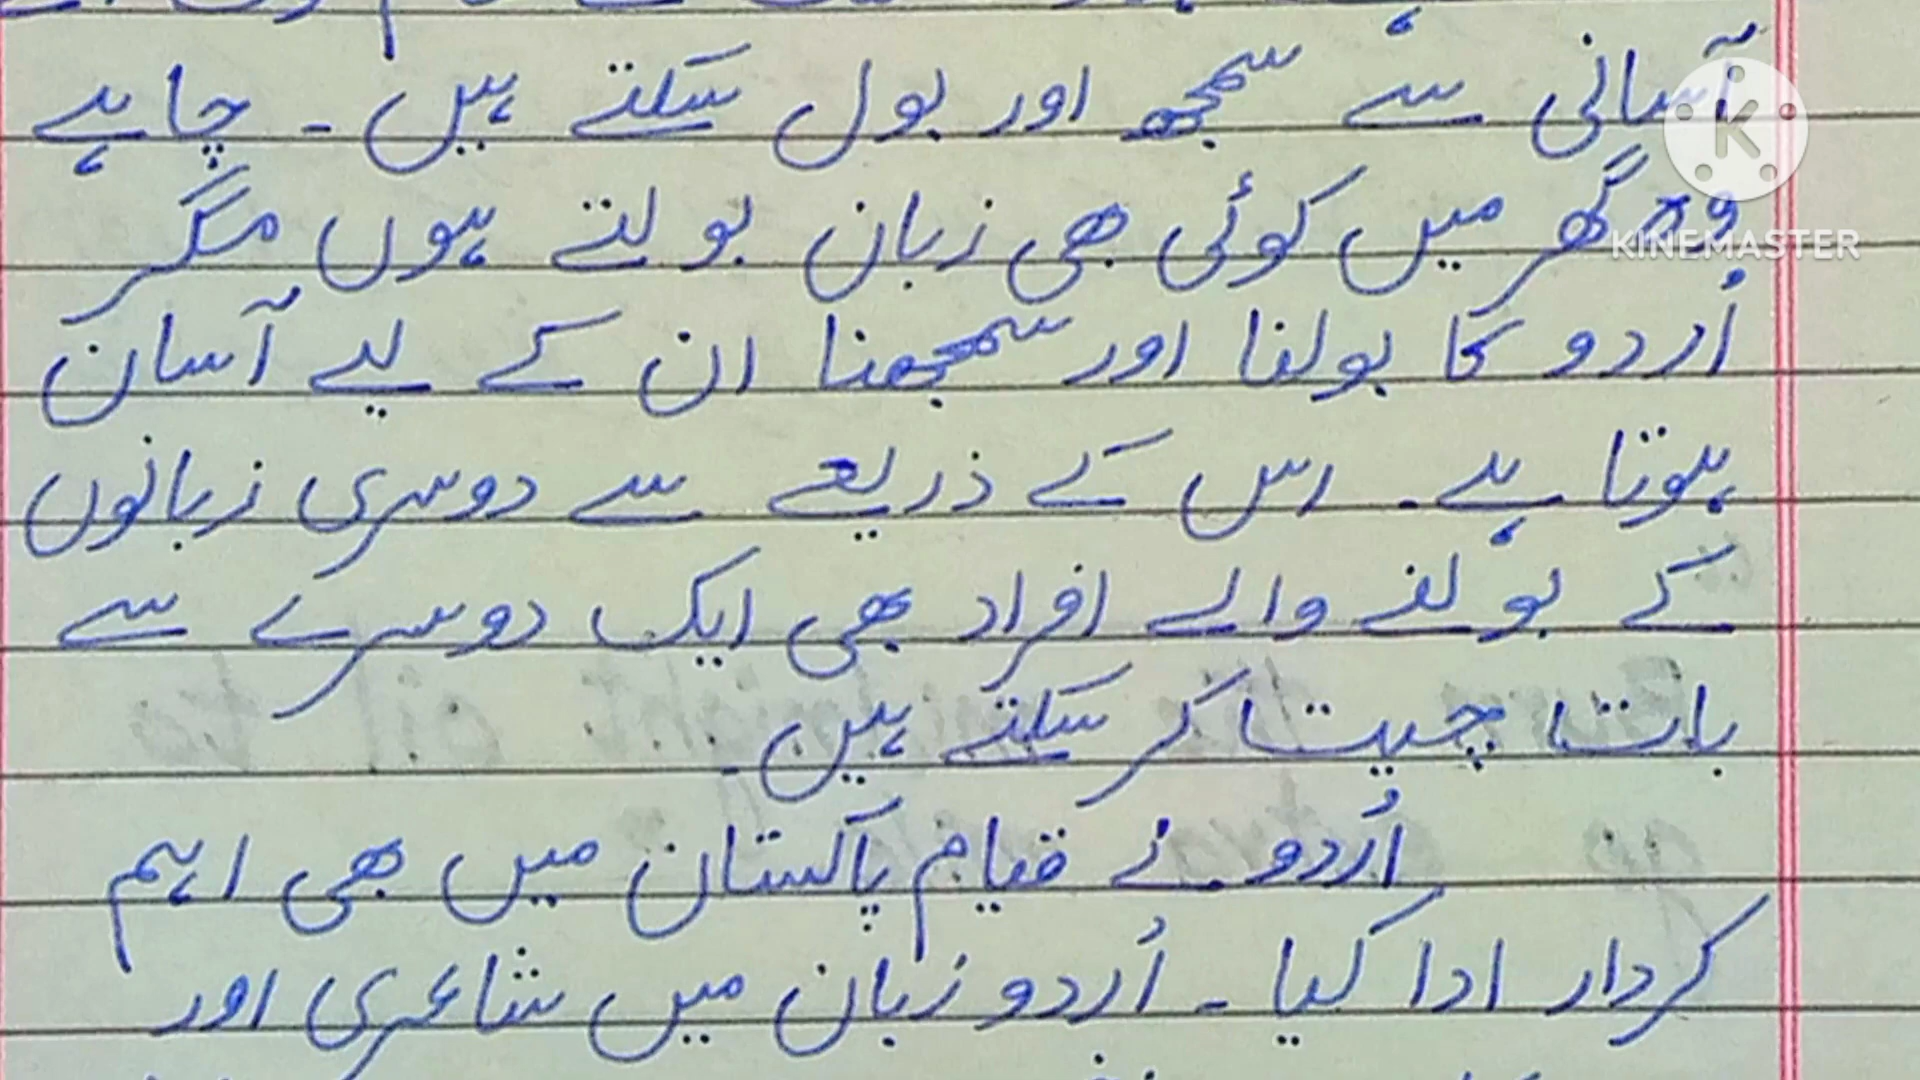 آسانی سے سمجھ اور بول سکتے ہیں۔ چاہے
وہ گھر میں کوئی بھی زبان بولتے ہوں مگر
اُردو کا بولنا اور سمجھنا ان کے لیے آسان
ہوتا ہے۔ اس کے ذریعے سے دوسری زبانوں
کے بولنے والے افراد بھی ایک دوسرے سے
بات چیت کر سکتے ہیں۔
اُردو نے قیام پاکستان میں بھی اہم
کردار ادا کیا۔ اُردو زبان میں شاعری اور
K
KINEMASTER